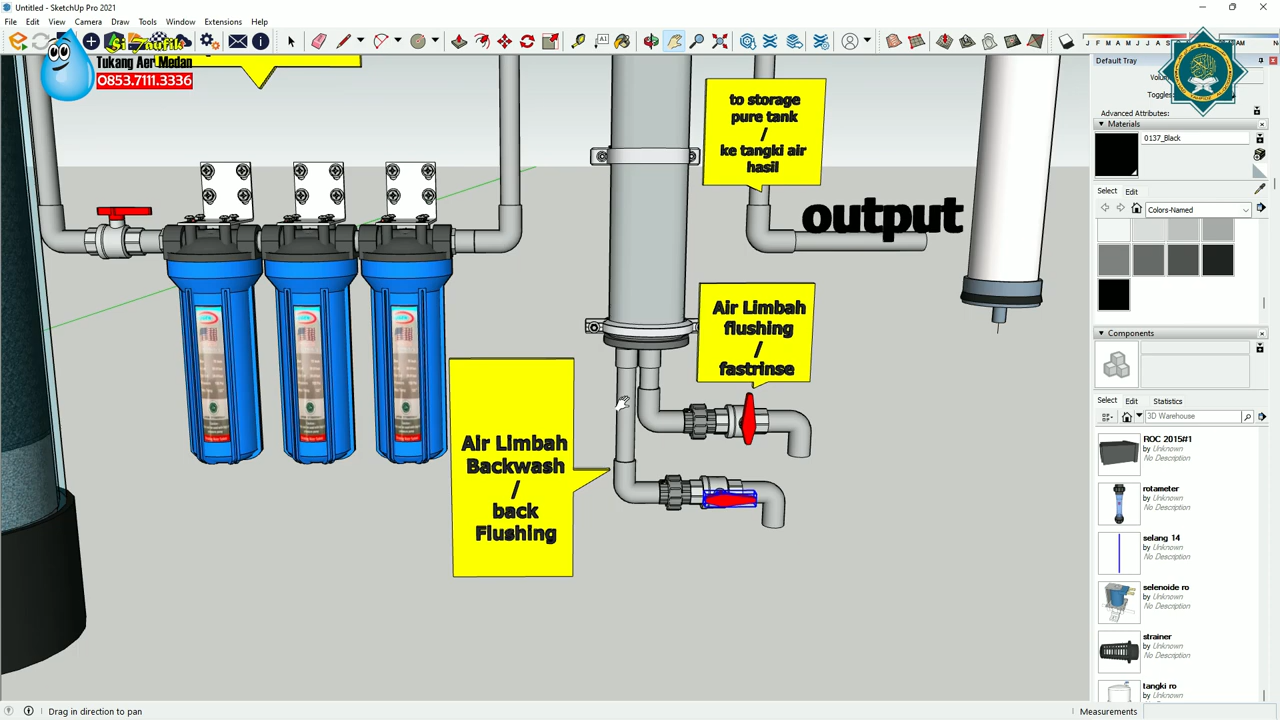 Untitled - SketchUp Pro 2021
File Edit View Camera Draw Tools Window Extensions Help
Si Taufik
Tukang Aer Medan
0853.7111.3336
J F M A M J J A S O N D
AM
Default Tray
Toggles:
Advanced Attributes:
Materials
0137_Black
Select Edit
Colors-Named
Components
Select Edit Statistics
3D Warehouse
ROC 2015#1
by Unknown
No Description
rotameter
by Unknown
No Description
selang 14
by Unknown
No Description
selenoide ro
by Unknown
No Description
strainer
by Unknown
No Description
tangki ro
by Unknown
to storage
pure tank
/
ke tangki air
hasil
output
Air Limbah
flushing
/
fastrinse
Air Limbah
Backwash
/
back
Flushing
Drag in direction to pan
Measurements